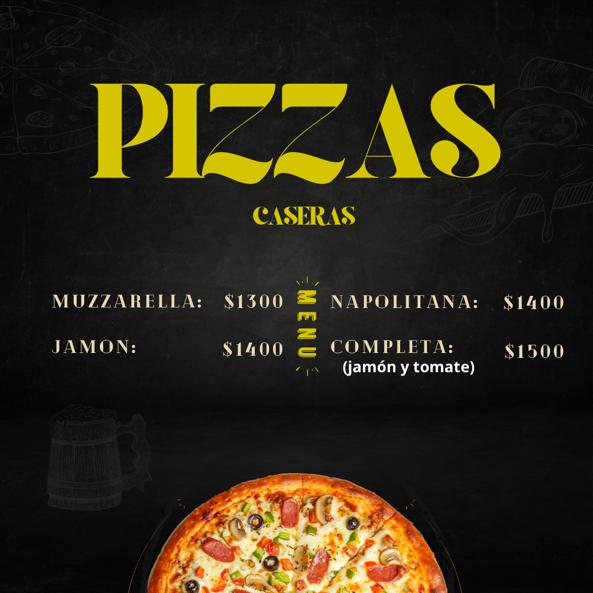 PIZZAS
CASERAS
MUZZARELLA: $1300
JAMON: $1400
MENU
NAPOLITANA: $1400
COMPLETA: $1500
(jamón y tomate)